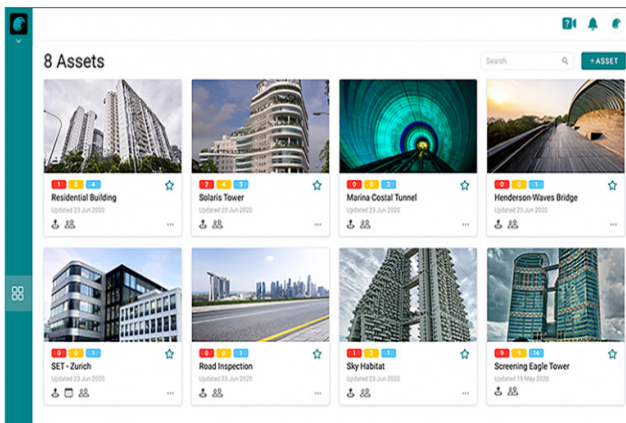 8 Assets
Search
+ASSET
1 0 4
Residential Building
Updated 23 Jun 2020
2 4 3
Solaris Tower
Updated 23 Jun 2020
0 0 3
Marina Costal Tunnel
Updated 23 Jun 2020
0 0 1
Henderson-Waves Bridge
Updated 23 Jun 2020
0 0 1
SET - Zurich
Updated 23 Jun 2020
0 0 1
Road Inspection
Updated 23 Jun 2020
1 1
Sky Habitat
Updated 23 Jun 2020
9 9 16
Screening Eagle Tower
Updated 19 May 2020